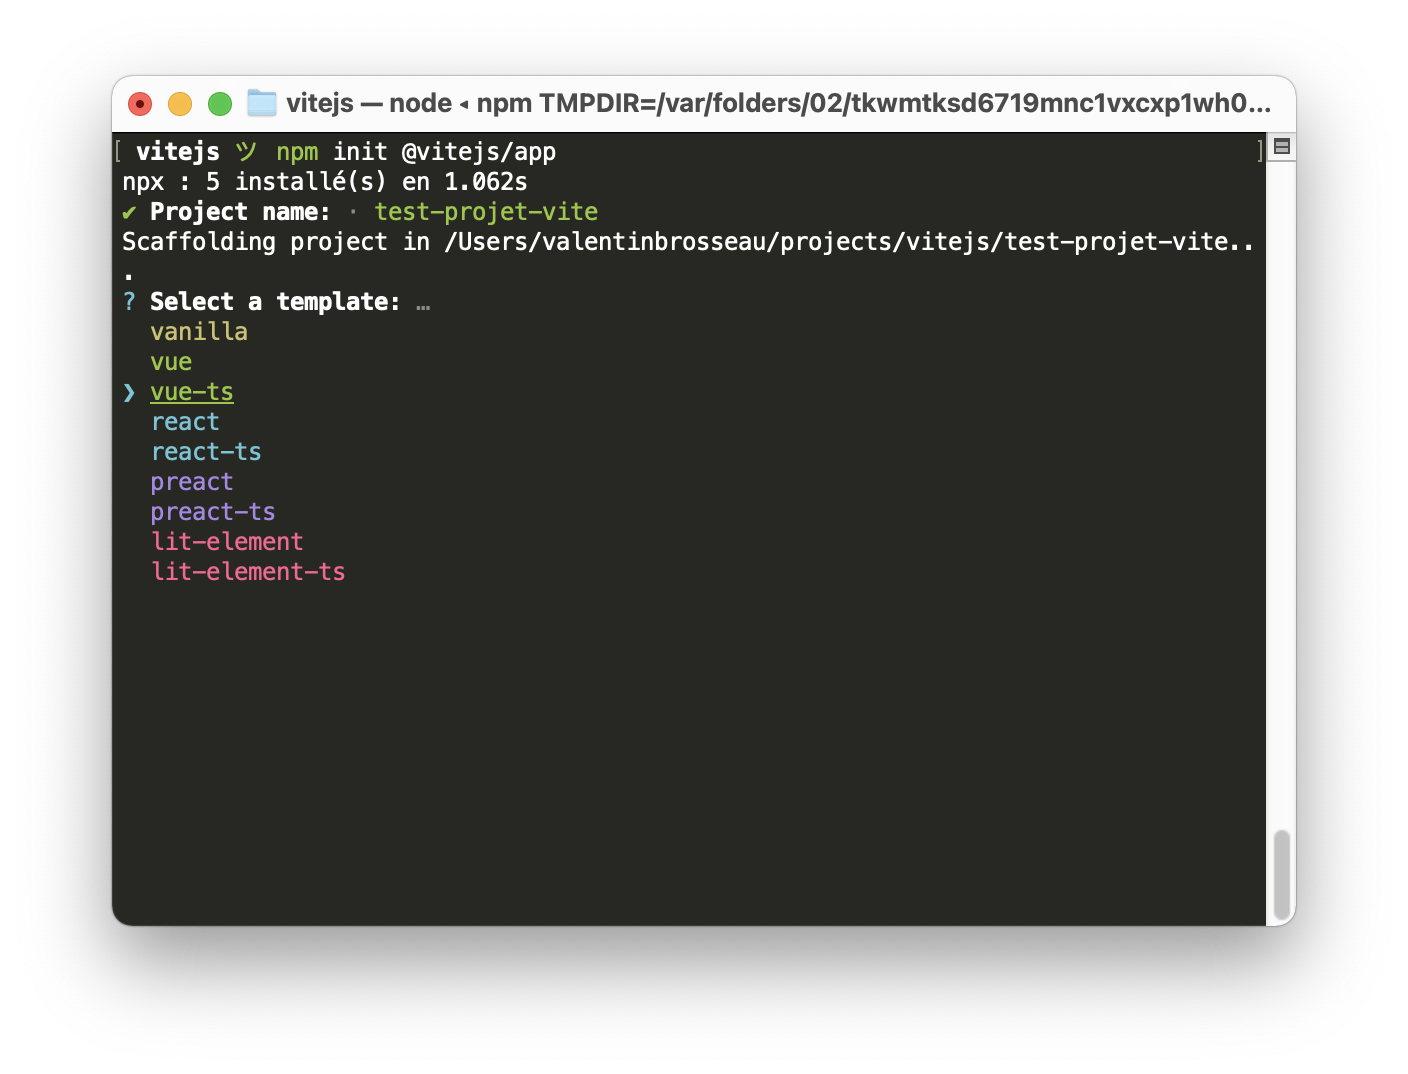 vitejs — node ◂ npm TMPDIR=/var/folders/02/tkwmtksd6719mnc1vxcxp1wh0...
[ vitejs ツ npm init @vitejs/app ]
npx : 5 installé(s) en 1.062s
✔ Project name: · test-projet-vite
Scaffolding project in /Users/valentinbrosseau/projects/vitejs/test-projet-vite..
.
? Select a template: …
vanilla
vue
❯ vue-ts
react
react-ts
preact
preact-ts
lit-element
lit-element-ts